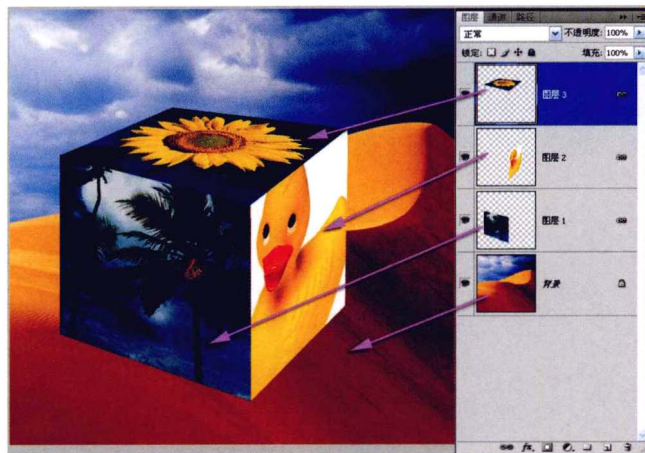 图层 通道 路径
正常 不透明度: 100%
锁定: 填充: 100%
图层 3
图层 2
图层 1
背景
fx.